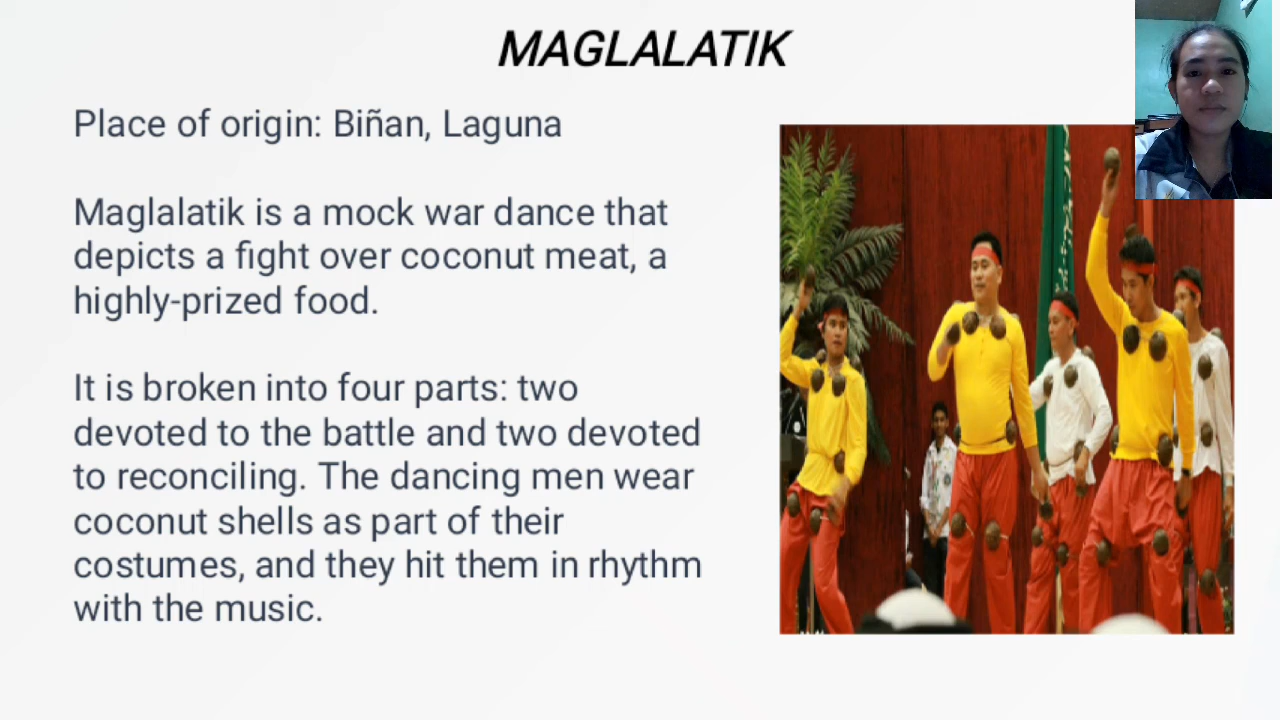 MAGLALATIK
Place of origin: Biñan, Laguna
Maglalatik is a mock war dance that
depicts a fight over coconut meat, a
highly-prized food.
It is broken into four parts: two
devoted to the battle and two devoted
to reconciling. The dancing men wear
coconut shells as part of their
costumes, and they hit them in rhythm
with the music.